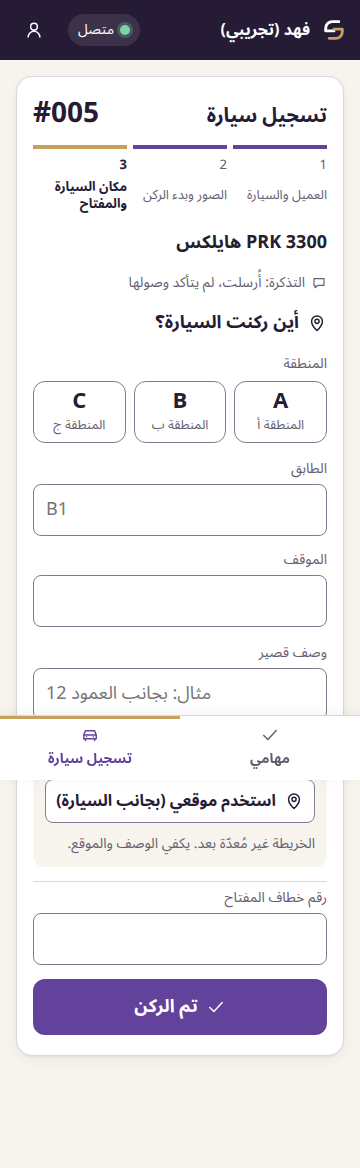 فهد (تجريبي)
متصل
تسجيل سيارة
#005
1
العميل والسيارة
2
الصور وبدء الركن
3
مكان السيارة
والمفتاح
PRK 3300 هايلكس
التذكرة: أُرسلت، لم يتأكد وصولها
أين ركنت السيارة؟
المنطقة
A
المنطقة أ
B
المنطقة ب
C
المنطقة ج
الطابق
B1
الموقف
وصف قصير
مثال: بجانب العمود 12
مهامي
تسجيل سيارة
استخدم موقعي (بجانب السيارة)
الخريطة غير مُعدّة بعد. يكفي الوصف والموقع.
رقم خطاف المفتاح
تم الركن